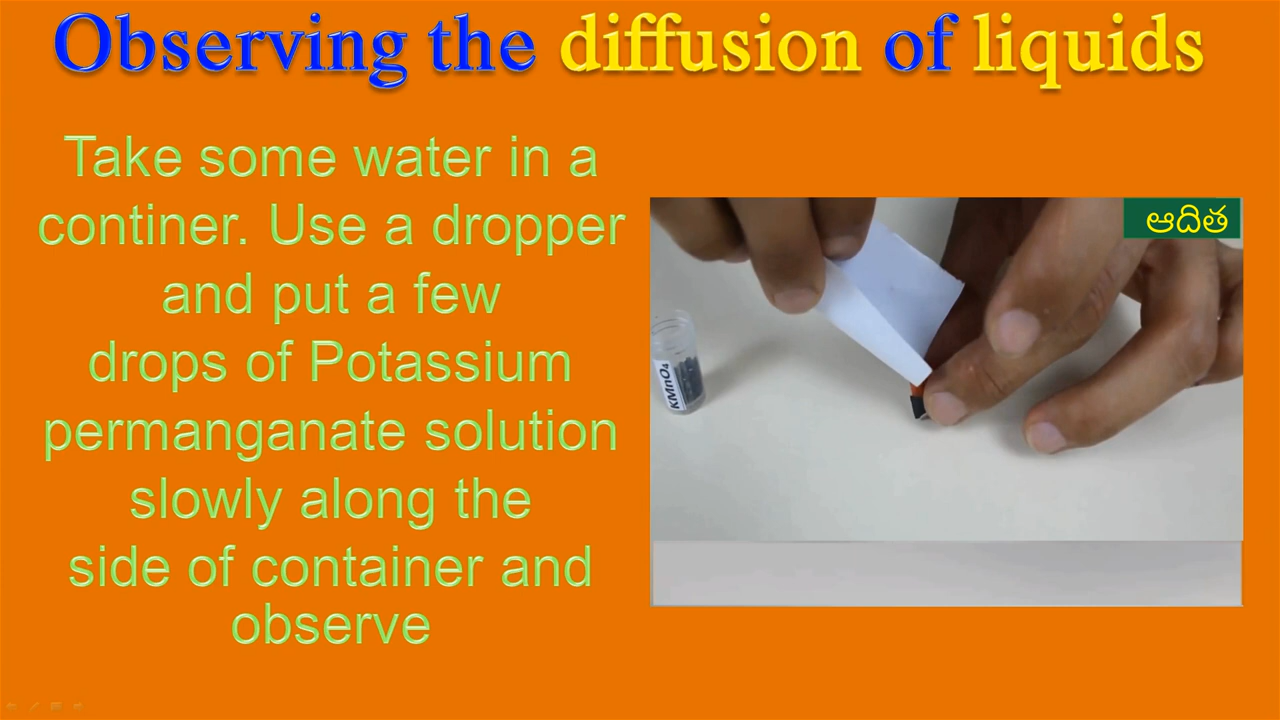 Observing the diffusion of liquids
Take some water in a
continer. Use a dropper
and put a few
drops of Potassium
permanganate solution
slowly along the
side of container and
observe
ఆదిత
KMnO4